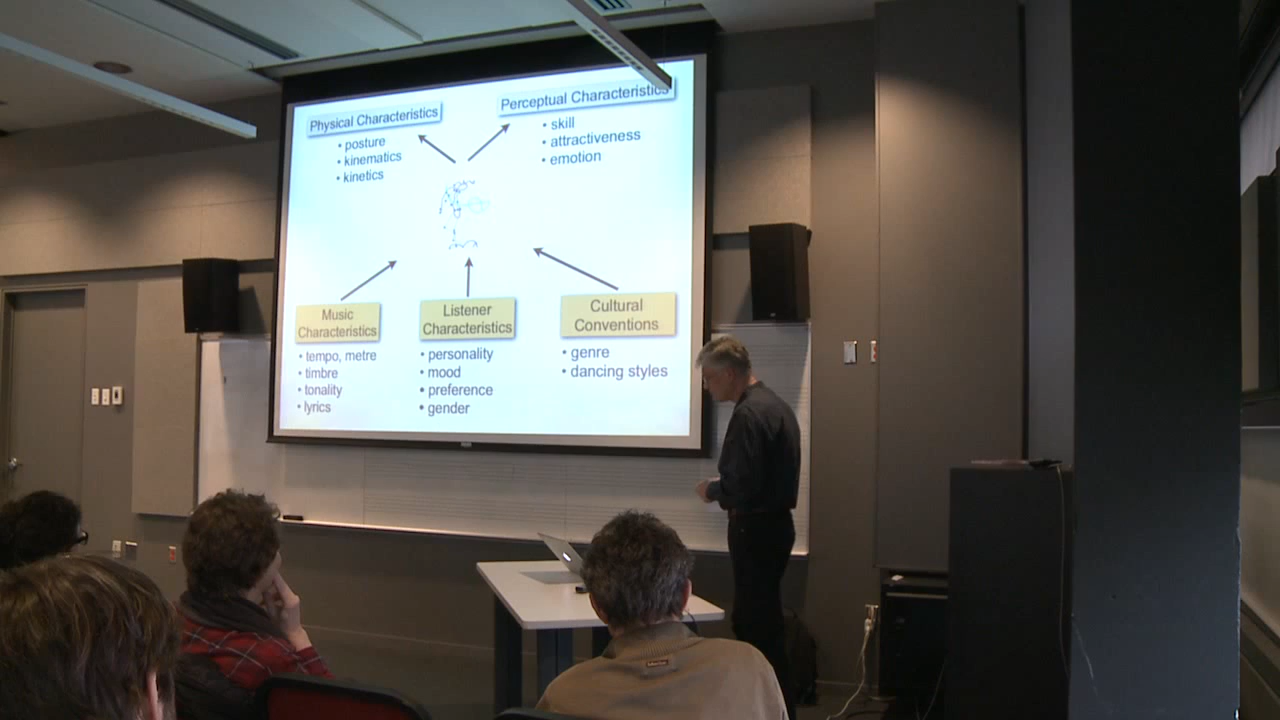 Physical Characteristics
• posture
• kinematics
• kinetics
Perceptual Characteristics
• skill
• attractiveness
• emotion
Music
Characteristics
• tempo, metre
• timbre
• tonality
• lyrics
Listener
Characteristics
• personality
• mood
• preference
• gender
Cultural
Conventions
• genre
• dancing styles